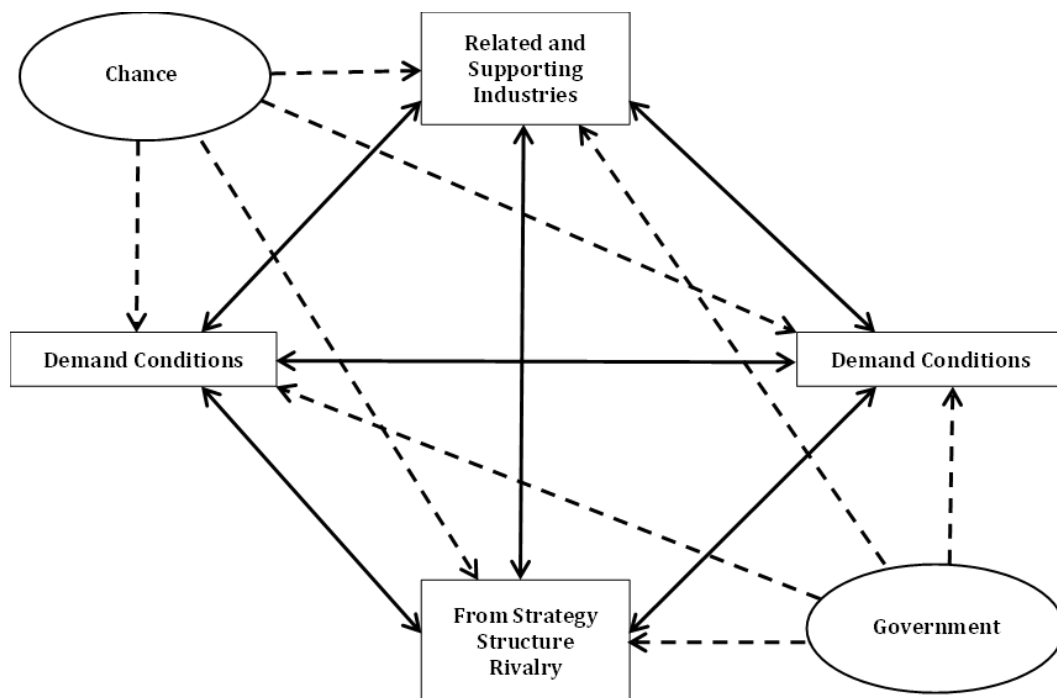 Related and
Supporting
Industries
Chance
Demand Conditions
Demand Conditions
From Strategy
Structure
Rivalry
Government